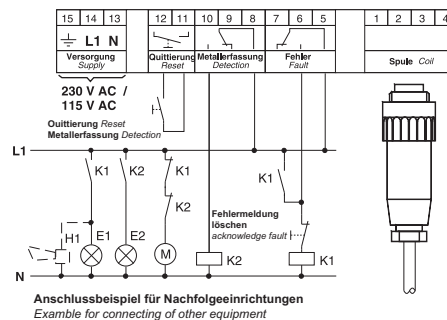 15 14 13 12 11 10 9 8 7 6 5 1 2 3 4
L1 N
Versorgung Quittierung Metallerfassung Fehler Spule Coil
Supply Reset Detection Fault
230 V AC /
115 V AC
Quittierung Reset
Metallerfassung Detection
L1
K1 K2 K1 K1
K2
Fehlermeldung
löschen
acknowledge fault
H1 E1 E2 M K2 K1
N
Anschlussbeispiel für Nachfolgeeinrichtungen
Examble for connecting of other equipment